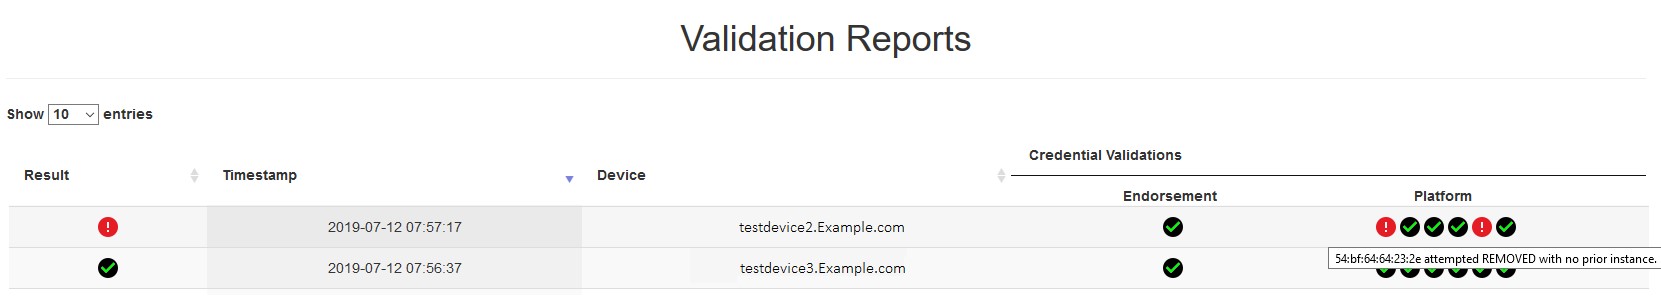 Validation Reports
Show 10 entries
Credential Validations
Result Timestamp Device
Endorsement Platform
2019-07-12 07:57:17 testdevice2.Example.com
54:bf:64:64:23:2e attempted REMOVED with no prior instance.
2019-07-12 07:56:37 testdevice3.Example.com